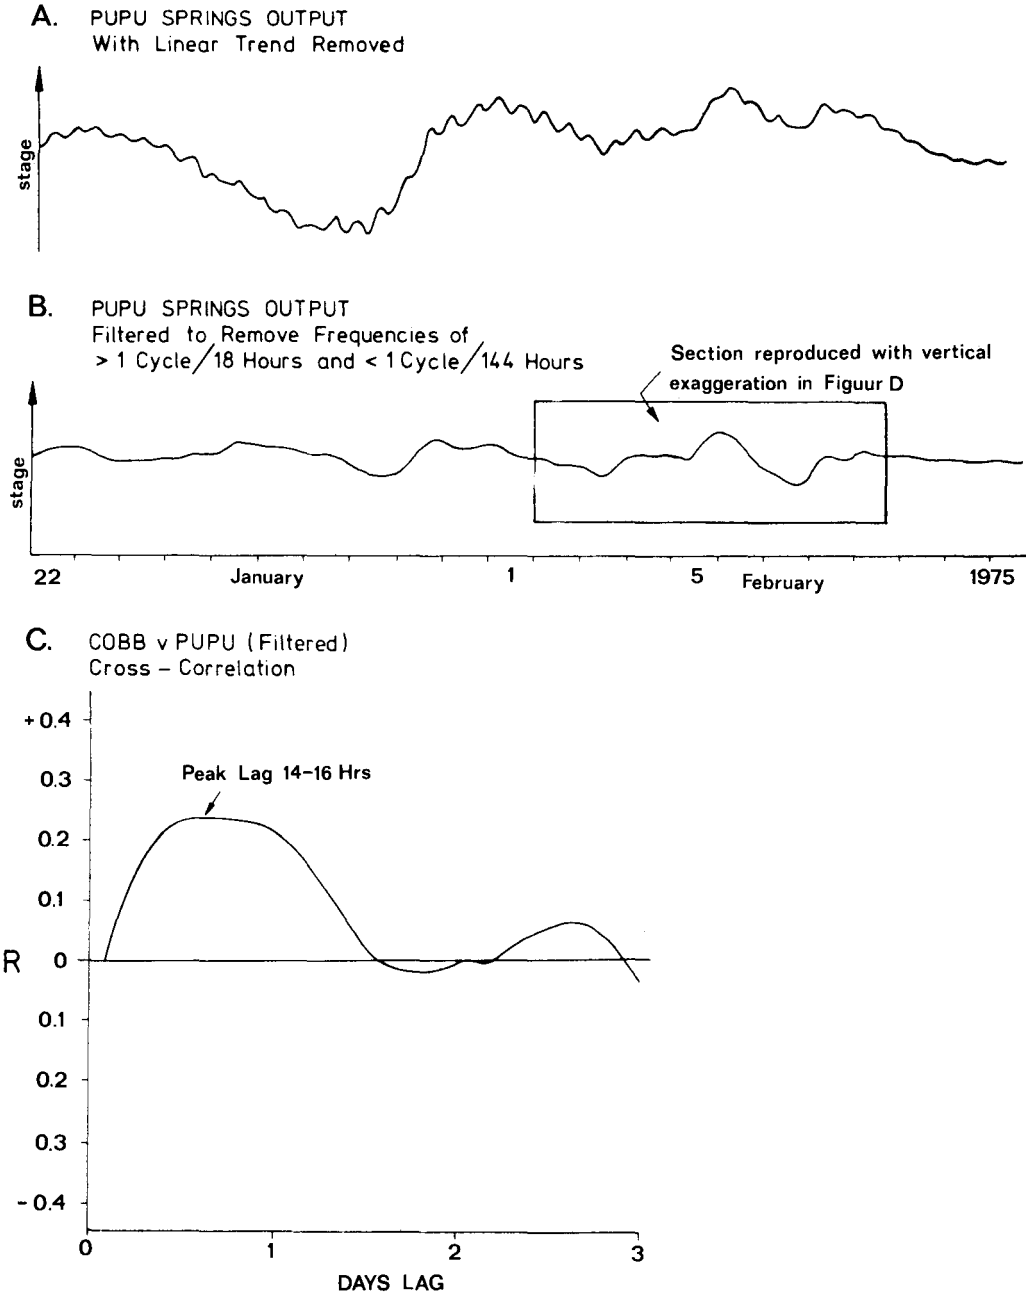 A. PUPU SPRINGS OUTPUT
With Linear Trend Removed
stage
B. PUPU SPRINGS OUTPUT
Filtered to Remove Frequencies of
> 1 Cycle/18 Hours and < 1 Cycle/144 Hours
Section reproduced with vertical
exaggeration in Figuur D
stage
22 January 1 5 February 1975
C. COBB v PUPU (Filtered)
Cross - Correlation
+0.4
Peak Lag 14-16 Hrs
0.3
0.2
0.1
R 0
0.1
0.2
0.3
-0.4
0 1 2 3
DAYS LAG